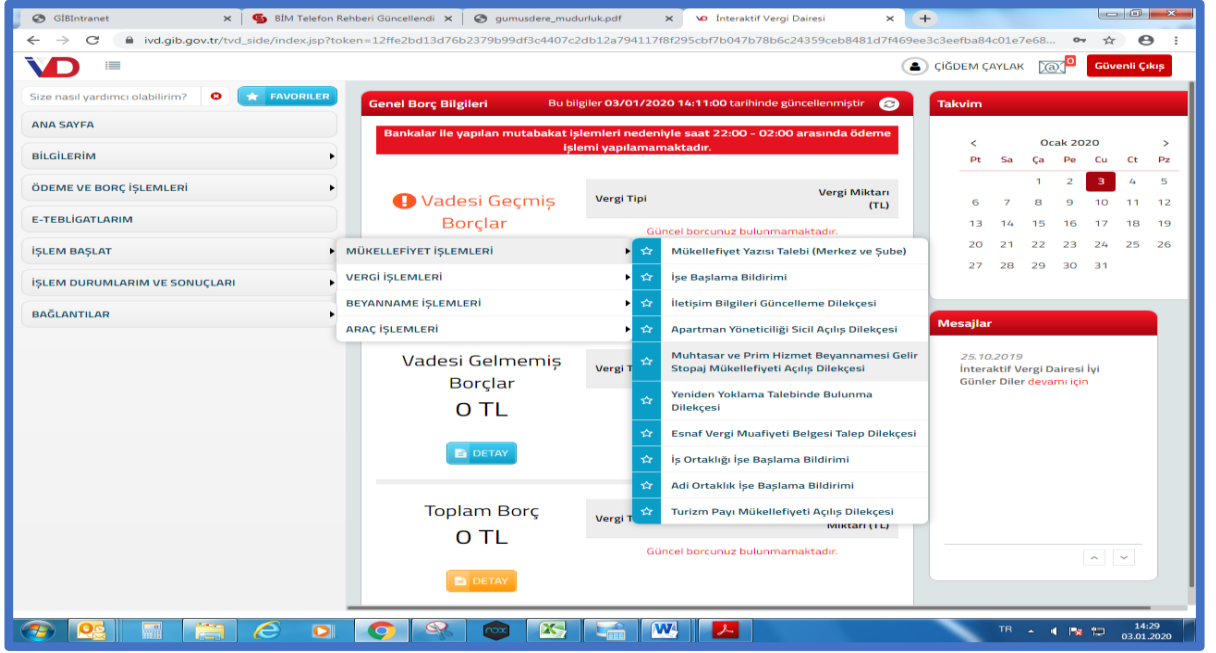 GİBİntranet
BİM Telefon Rehberi Güncellendi
gumusdere_mudurluk.pdf
İnteraktif Vergi Dairesi
ivd.gib.gov.tr/tvd_side/index.jsp?token=12ffe2bd13d76b2379b99df3c4407c2db12a794117f8f295cbf7b047b78b6c24359ceb8481d7f469ee3c3eefba84c01e7e68...
VD
ÇİĞDEM ÇAYLAK
0
Güvenli Çıkış
Size nasıl yardımcı olabilirim?
FAVORILER
ANA SAYFA
BİLGİLERİM
ÖDEME VE BORÇ İŞLEMLERİ
E-TEBLİGATLARIM
İŞLEM BAŞLAT
İŞLEM DURUMLARIM VE SONUÇLARI
BAĞLANTILAR
MÜKELLEFİYET İŞLEMLERİ
VERGİ İŞLEMLERİ
BEYANNAME İŞLEMLERİ
ARAÇ İŞLEMLERİ
Mükellefiyet Yazısı Talebi (Merkez ve Şube)
İşe Başlama Bildirimi
İletişim Bilgileri Güncelleme Dilekçesi
Apartman Yöneticiliği Sicil Açılış Dilekçesi
Muhtasar ve Prim Hizmet Beyannamesi Gelir
Stopaj Mükellefiyeti Açılış Dilekçesi
Yeniden Yoklama Talebinde Bulunma
Dilekçesi
Esnaf Vergi Muafiyeti Belgesi Talep Dilekçesi
İş Ortaklığı İşe Başlama Bildirimi
Adi Ortaklık İşe Başlama Bildirimi
Turizm Payı Mükellefiyeti Açılış Dilekçesi
Genel Borç Bilgileri
Bu bilgiler 03/01/2020 14:11:00 tarihinde güncellenmiştir
Bankalar ile yapılan mutabakat işlemleri nedeniyle saat 22:00 - 02:00 arasında ödeme
işlemi yapılamamaktadır.
Vadesi Geçmiş
Borçlar
Vergi Tipi
Vergi Miktarı
(TL)
Güncel borcunuz bulunmamaktadır.
Vadesi Gelmemiş
Borçlar
0 TL
Vergi T
DETAY
Toplam Borç
0 TL
Vergi T
Miktarı (TL)
Güncel borcunuz bulunmamaktadır.
DETAY
Takvim
< Ocak 2020 >
Pt Sa Ça Pe Cu Ct Pz
1 2 3 4 5
6 7 8 9 10 11 12
13 14 15 16 17 18 19
20 21 22 23 24 25 26
27 28 29 30 31
Mesajlar
25.10.2019
İnteraktif Vergi Dairesi İyi
Günler Diler devamı için
TR
14:29
03.01.2020